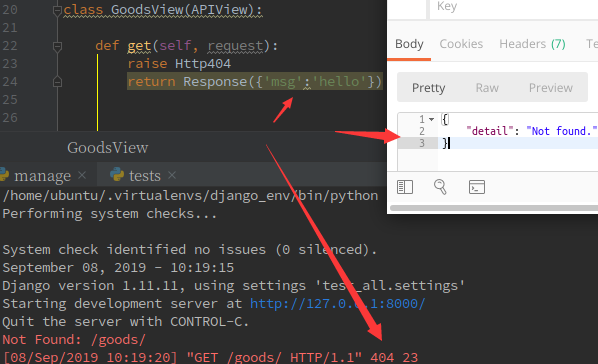 20 class GoodsView(APIView):
21
22 def get(self, request):
23 raise Http404
24 return Response({'msg':'hello'})
25
26
GoodsView
manage × tests ×
/home/ubuntu/.virtualenvs/django_env/bin/python
Performing system checks...
System check identified no issues (0 silenced).
September 08, 2019 - 10:19:15
Django version 1.11.11, using settings 'test_all.settings'
Starting development server at http://127.0.0.1:8000/
Quit the server with CONTROL-C.
Not Found: /goods/
[08/Sep/2019 10:19:20] "GET /goods/ HTTP/1.1" 404 23
Key
Body Cookies Headers (7) Te
Pretty Raw Preview
1 {
2 "detail": "Not found."
3 }